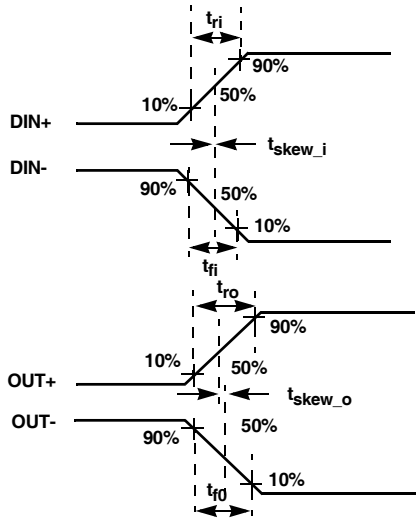 tri
90%
10%
50%
DIN+
tskew_i
DIN-
90%
50%
10%
tfi
tro
90%
10%
50%
OUT+
tskew_o
OUT-
90%
50%
10%
tf0